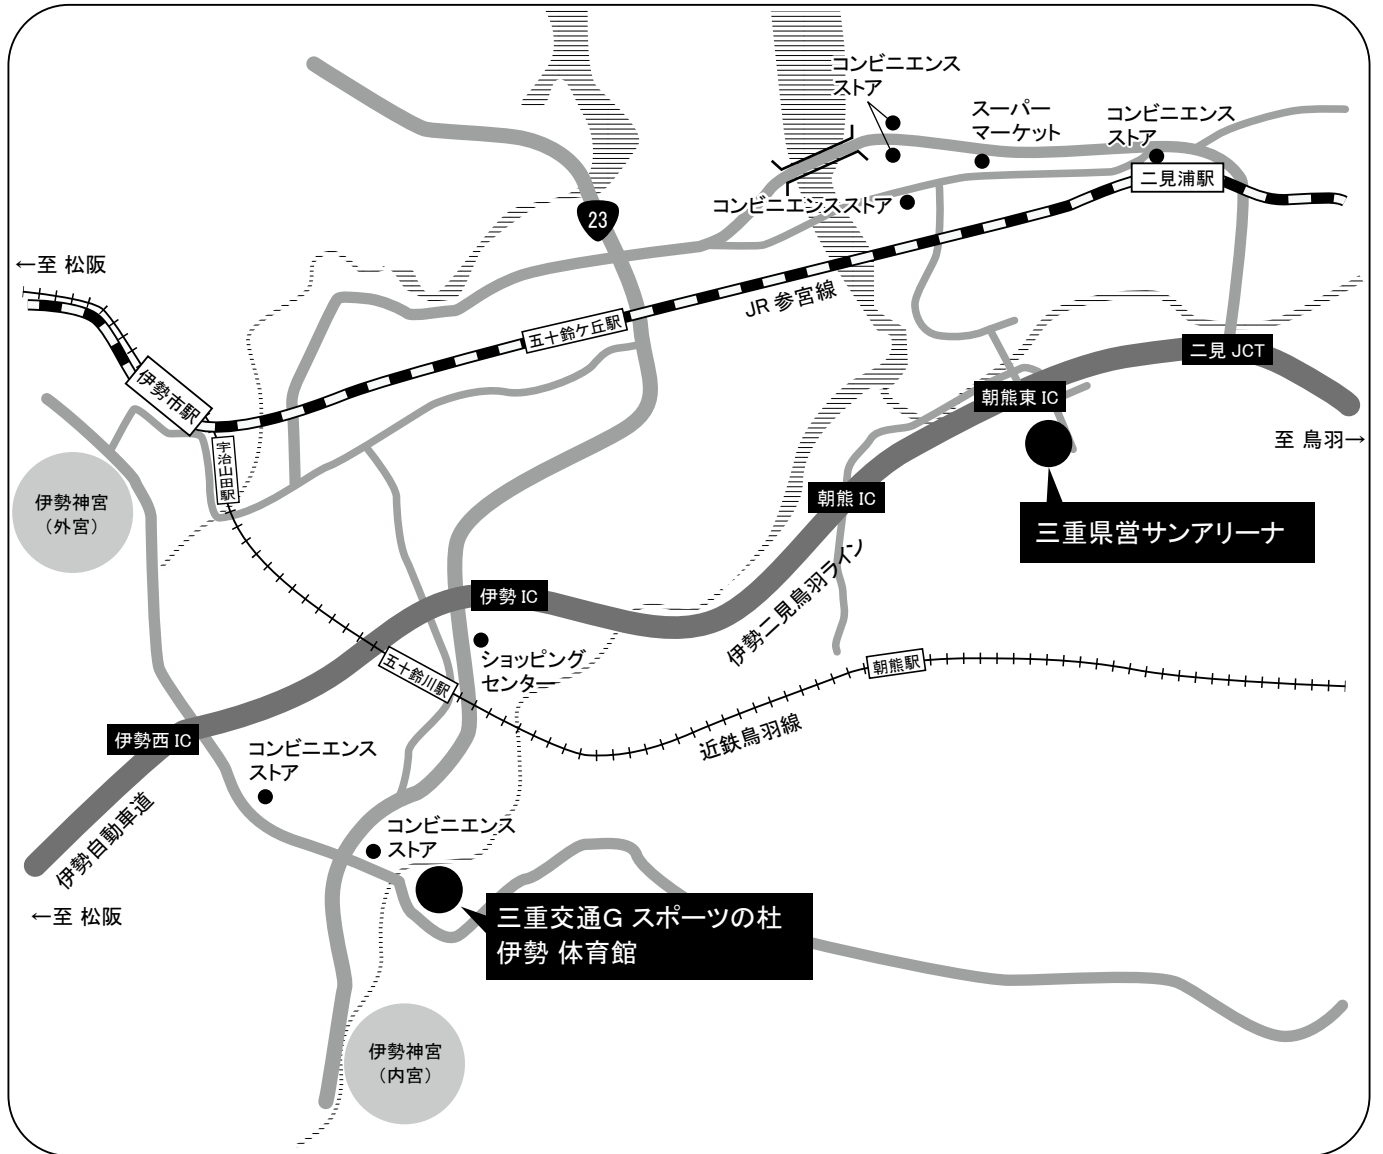 コンビニエンス
ストア
スーパー
マーケット
コンビニエンス
ストア
二見浦駅
コンビニエンスストア
23
←至 松阪
JR 参宮線
五十鈴ケ丘駅
二見 JCT
伊勢市駅
朝熊東 IC
至 鳥羽→
宇治山田駅
伊勢神宮
（外宮）
朝熊 IC
三重県営サンアリーナ
伊勢二見鳥羽ライン
伊勢 IC
ショッピング
センター
五十鈴川駅
朝熊駅
近鉄鳥羽線
伊勢西 IC
コンビニエンス
ストア
伊勢自動車道
コンビニエンス
ストア
←至 松阪
三重交通G スポーツの杜
伊勢 体育館
伊勢神宮
（内宮）